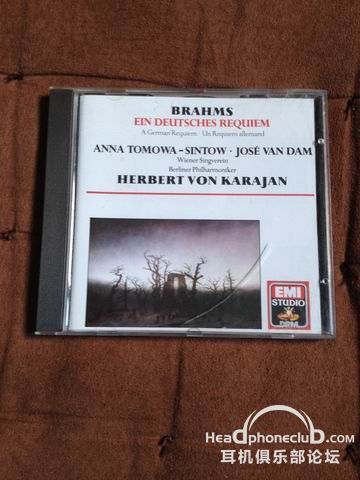 BRAHMS
EIN DEUTSCHES REQUIEM
A German Requiem · Un Requiem allemand
ANNA TOMOWA-SINTOW · JOSÉ VAN DAM
Wiener Singverein
Berliner Philharmoniker
HERBERT VON KARAJAN
EMI
STUDIO
DRM
Headphoneclub.com
耳机俱乐部论坛